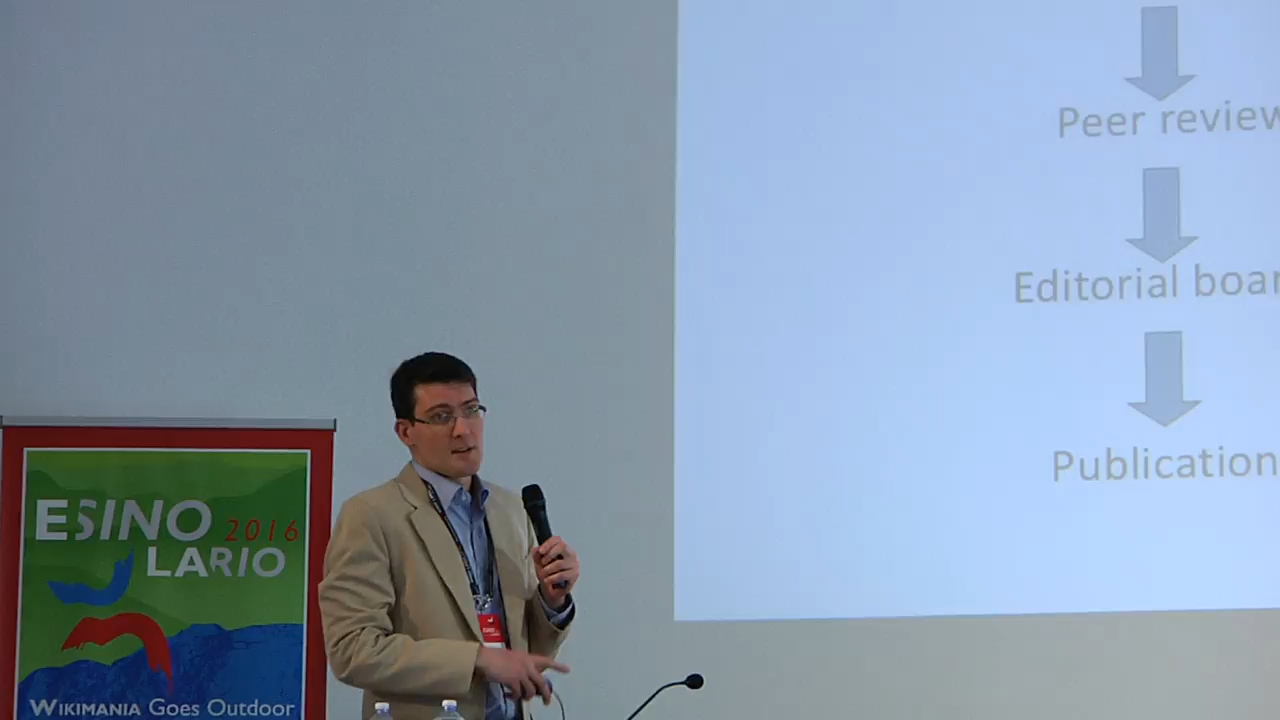 ESINO 2016
LARIO
WIKIMANIA Goes Outdoor
Peer review
Editorial boar
Publication